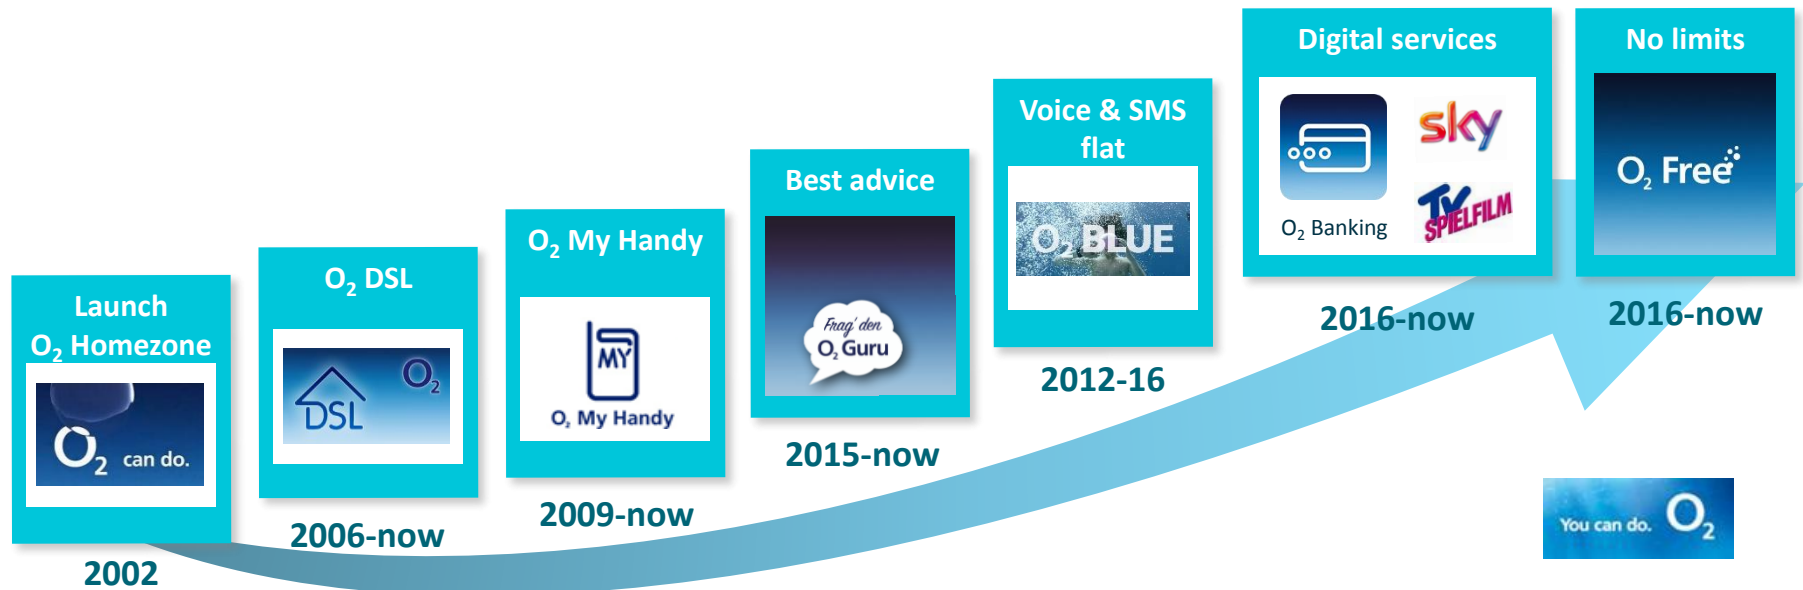 Launch
O₂ Homezone
O₂ can do.
2002
O₂ DSL
DSL
O₂
2006-now
O₂ My Handy
MY
O₂ My Handy
2009-now
Best advice
Frag' den
O₂ Guru
2015-now
Voice & SMS
flat
O₂ BLUE
2012-16
Digital services
O₂ Banking
sky
TV
SPIELFILM
2016-now
No limits
O₂ Free
2016-now
You can do. O₂